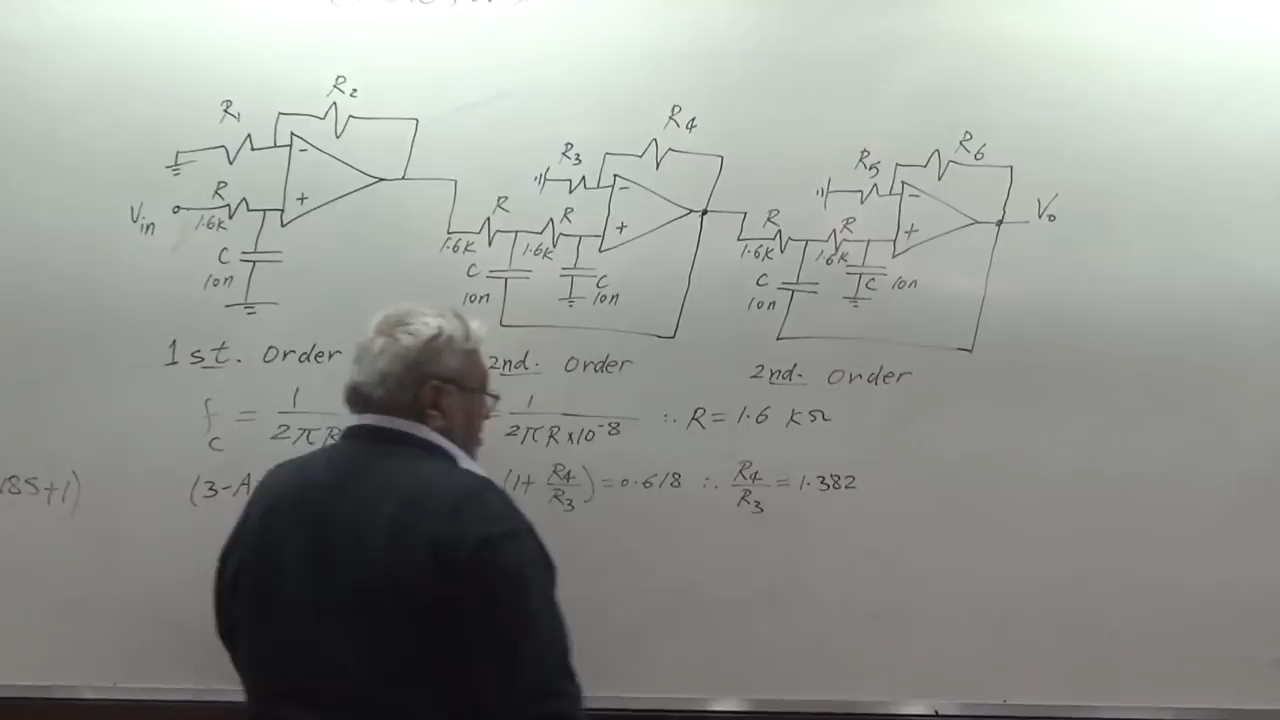 R₁ R₂
R
Vin 1.6K
C
10n
R₃ R₄
R R
1.6K 1.6K
C C
10n 10n
R₅ R₆
R R
1.6K 1.6K
C C
10n 10n
Vo
1st. Order 2nd. Order 2nd. Order
f_C = 1/2πR 1/2πR×10⁻⁸ ∴ R = 1.6 KΩ
8S+1) (3-A (1+ R₄/R₃) = 0.618 ∴ R₄/R₃ = 1.382